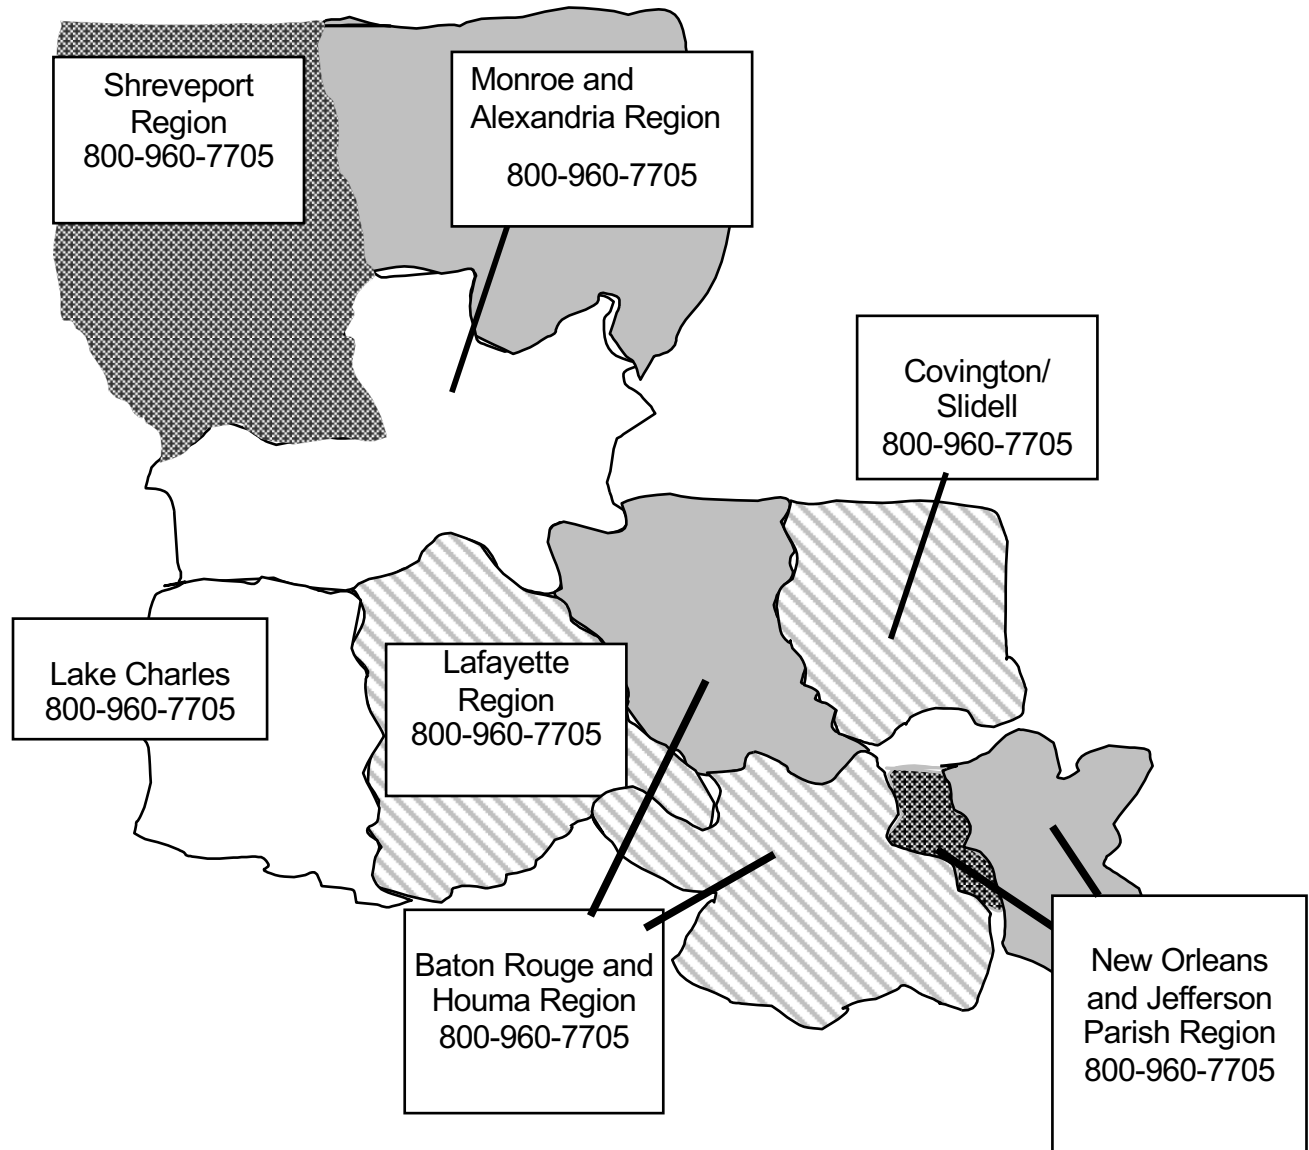 Shreveport
Region
800-960-7705
Monroe and
Alexandria Region
800-960-7705
Covington/
Slidell
800-960-7705
Lake Charles
800-960-7705
Lafayette
Region
800-960-7705
Baton Rouge and
Houma Region
800-960-7705
New Orleans
and Jefferson
Parish Region
800-960-7705